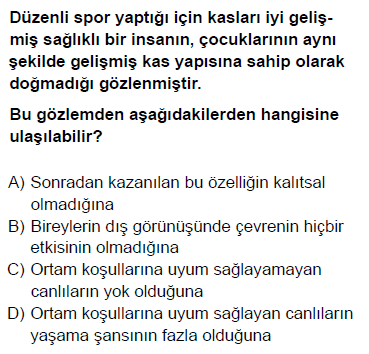 Düzenli spor yaptığı için kasları iyi geliş-
miş sağlıklı bir insanın, çocuklarının aynı
şekilde gelişmiş kas yapısına sahip olarak
doğmadığı gözlenmiştir.
Bu gözlemden aşağıdakilerden hangisine
ulaşılabilir?
A) Sonradan kazanılan bu özelliğin kalıtsal
olmadığına
B) Bireylerin dış görünüşünde çevrenin hiçbir
etkisinin olmadığına
C) Ortam koşullarına uyum sağlayamayan
canlıların yok olduğuna
D) Ortam koşullarına uyum sağlayan canlıların
yaşama şansının fazla olduğuna